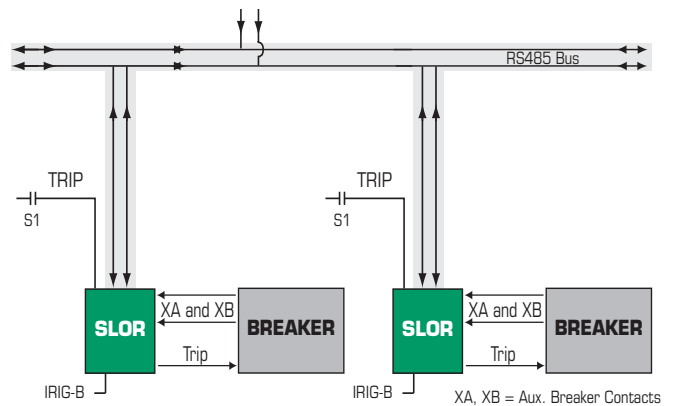 RS485 Bus
TRIP
S1
TRIP
S1
SLOR
XA and XB
Trip
BREAKER
SLOR
XA and XB
Trip
BREAKER
IRIG-B
IRIG-B
XA, XB = Aux. Breaker Contacts